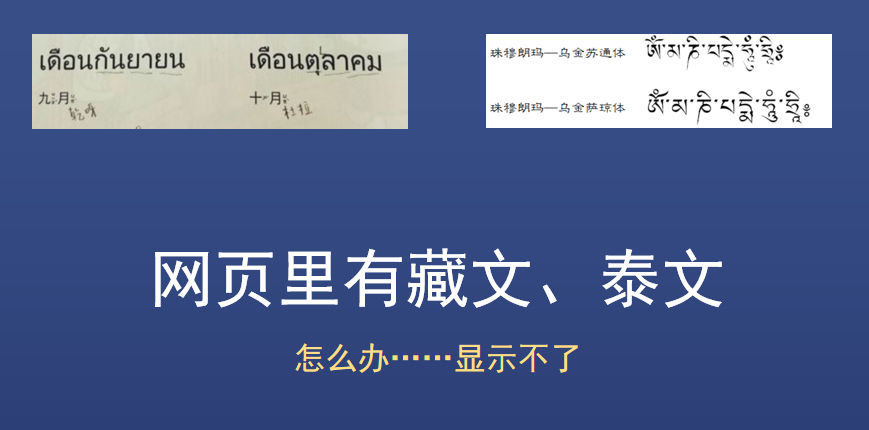 เดือนกันยายน
เดือนตุลาคม
九月
十月
珠穆朗玛—乌金苏通体
ༀ་མ་ཎི་པདྨེ་ཧཱུྃ་ཧྲཱིཿ
珠穆朗玛—乌金萨琼体
ༀ་མ་ཎི་པདྨེ་ཧཱུྃ་ཧྲཱིཿ
网页里有藏文、泰文
怎么办……显示不了